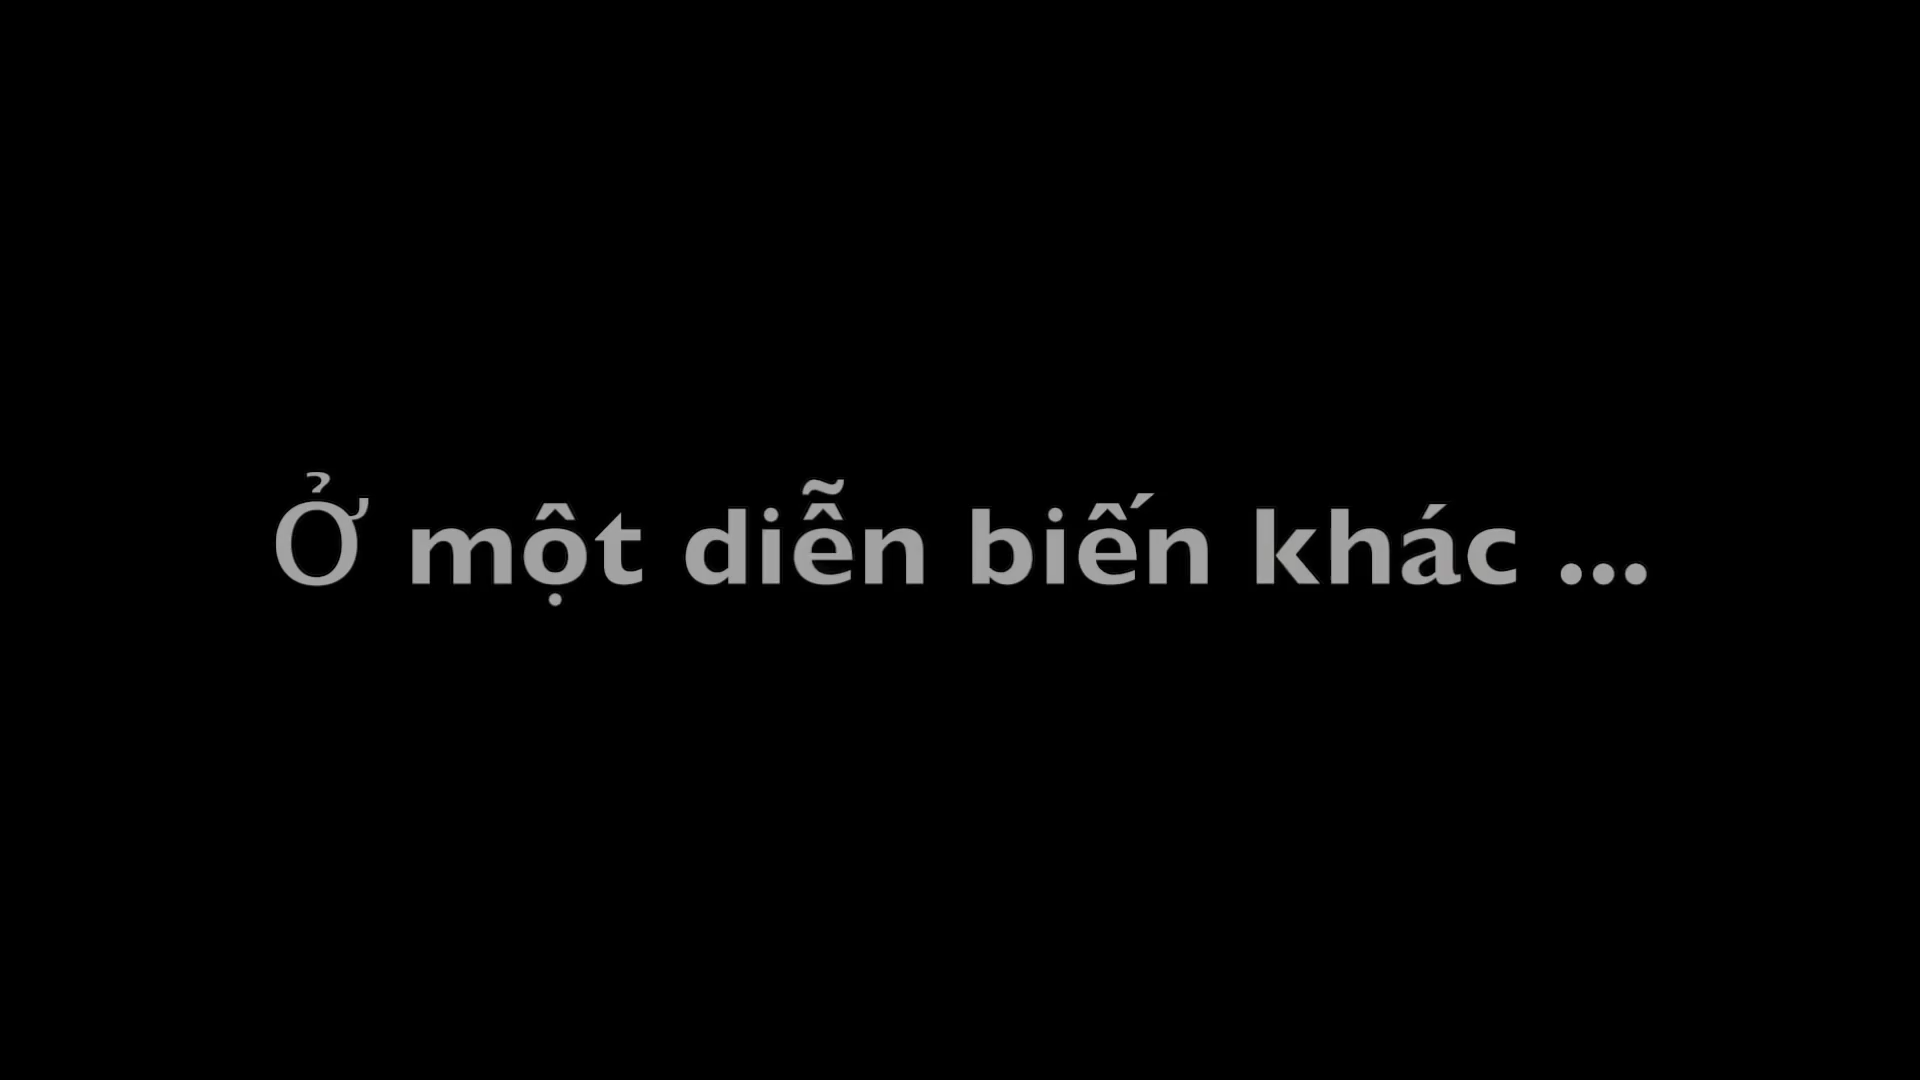 Ở một diễn biến khác ...